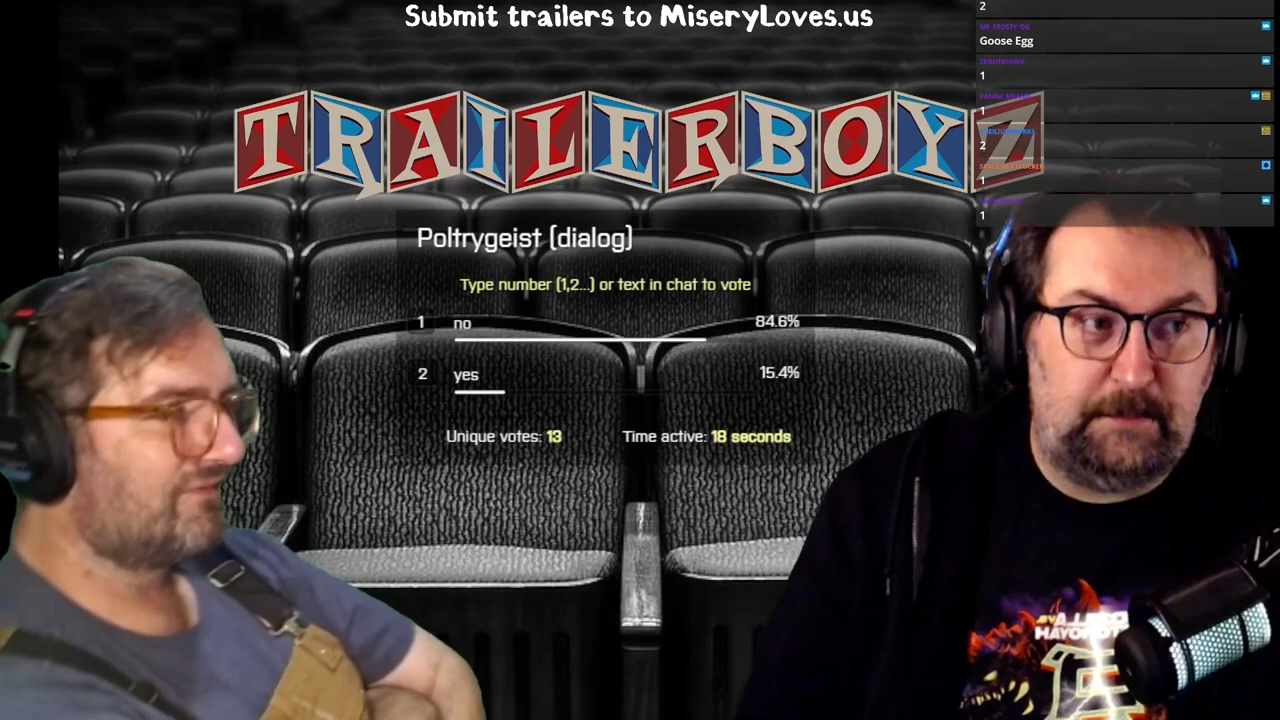 Submit trailers to MiseryLoves.us
2
MR_FROSTY_OG
Goose Egg
ZENOTECHNIC
1
1
2
1
1
TRAILERBOYZ
Poltrygeist (dialog)
Type number (1,2...) or text in chat to vote
1 no 84.6%
2 yes 15.4%
Unique votes: 13 Time active: 18 seconds